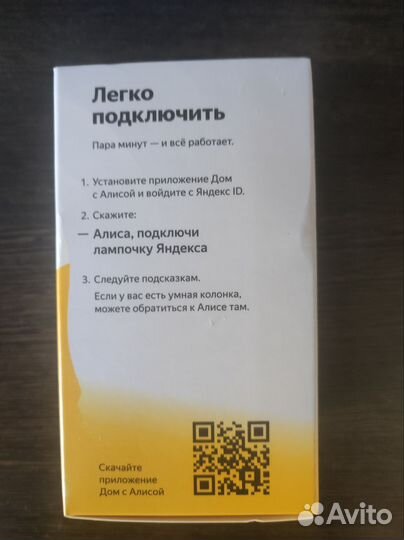 Легко
подключить
Пара минут — и всё работает.
1. Установите приложение Дом
с Алисой и войдите с Яндекс ID.
2. Скажите:
— Алиса, подключи
лампочку Яндекса
3. Следуйте подсказкам.
Если у вас есть умная колонка,
можете обратиться к Алисе там.
Скачайте
приложение
Дом с Алисой
Avito